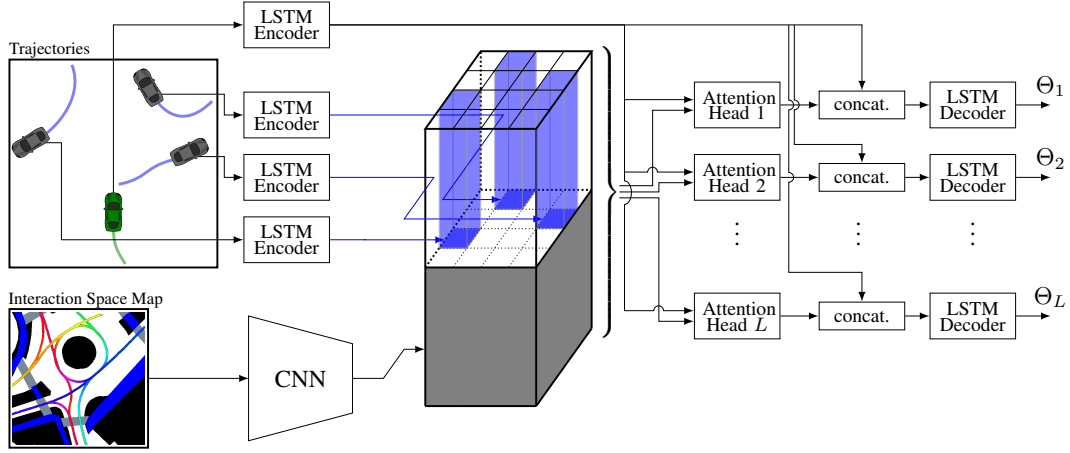 Trajectories
LSTM
Encoder
LSTM
Encoder
LSTM
Encoder
LSTM
Encoder
Interaction Space Map
CNN
Attention
Head 1
concat.
LSTM
Decoder
Θ₁
Attention
Head 2
concat.
LSTM
Decoder
Θ₂
⋮ ⋮ ⋮
Attention
Head L
concat.
LSTM
Decoder
Θ_L